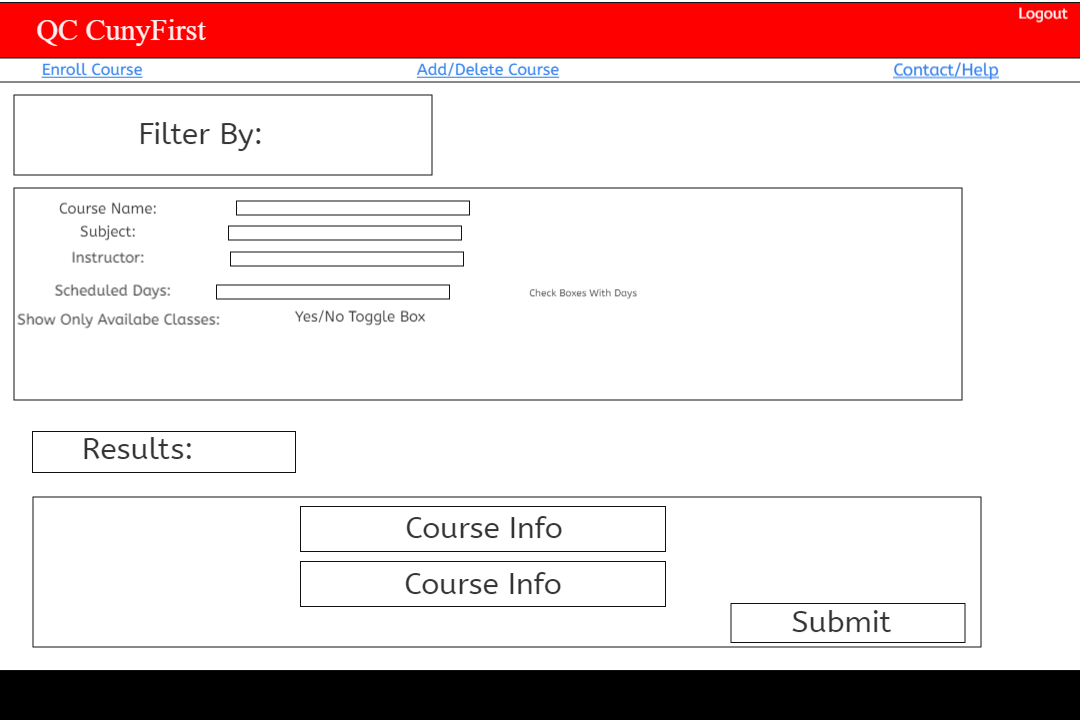 Logout
QC CunyFirst
Enroll Course Add/Delete Course Contact/Help
Filter By:
Course Name:
Subject:
Instructor:
Scheduled Days: Check Boxes With Days
Show Only Availabe Classes: Yes/No Toggle Box
Results:
Course Info
Course Info
Submit